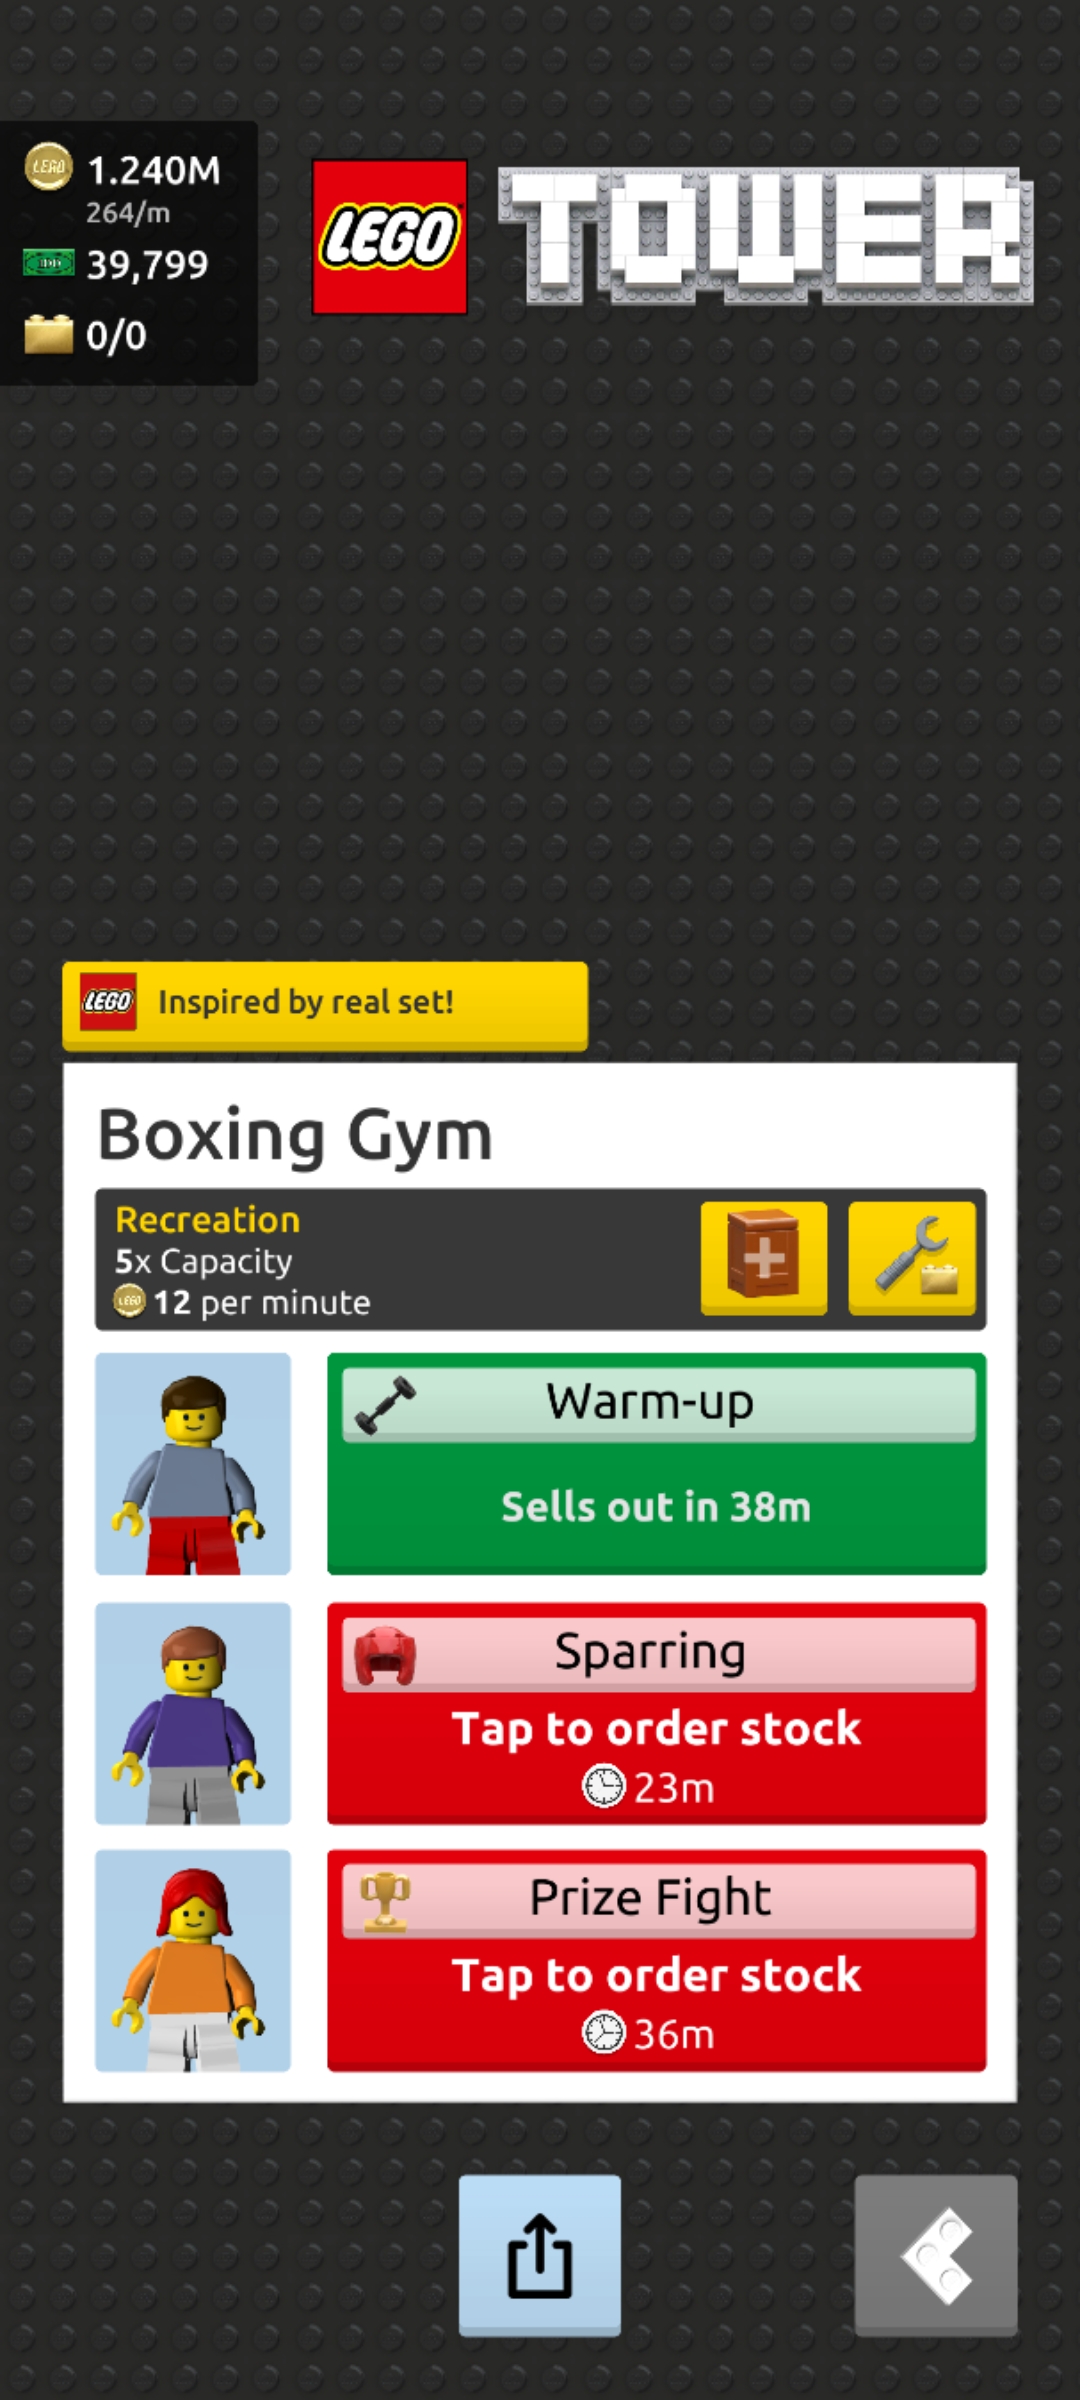 1.240M
264/m
39,799
0/0
LEGO
TOWER
LEGO
Inspired by real set!
Boxing Gym
Recreation
5x Capacity
12 per minute
Warm-up
Sells out in 38m
Sparring
Tap to order stock
23m
Prize Fight
Tap to order stock
36m